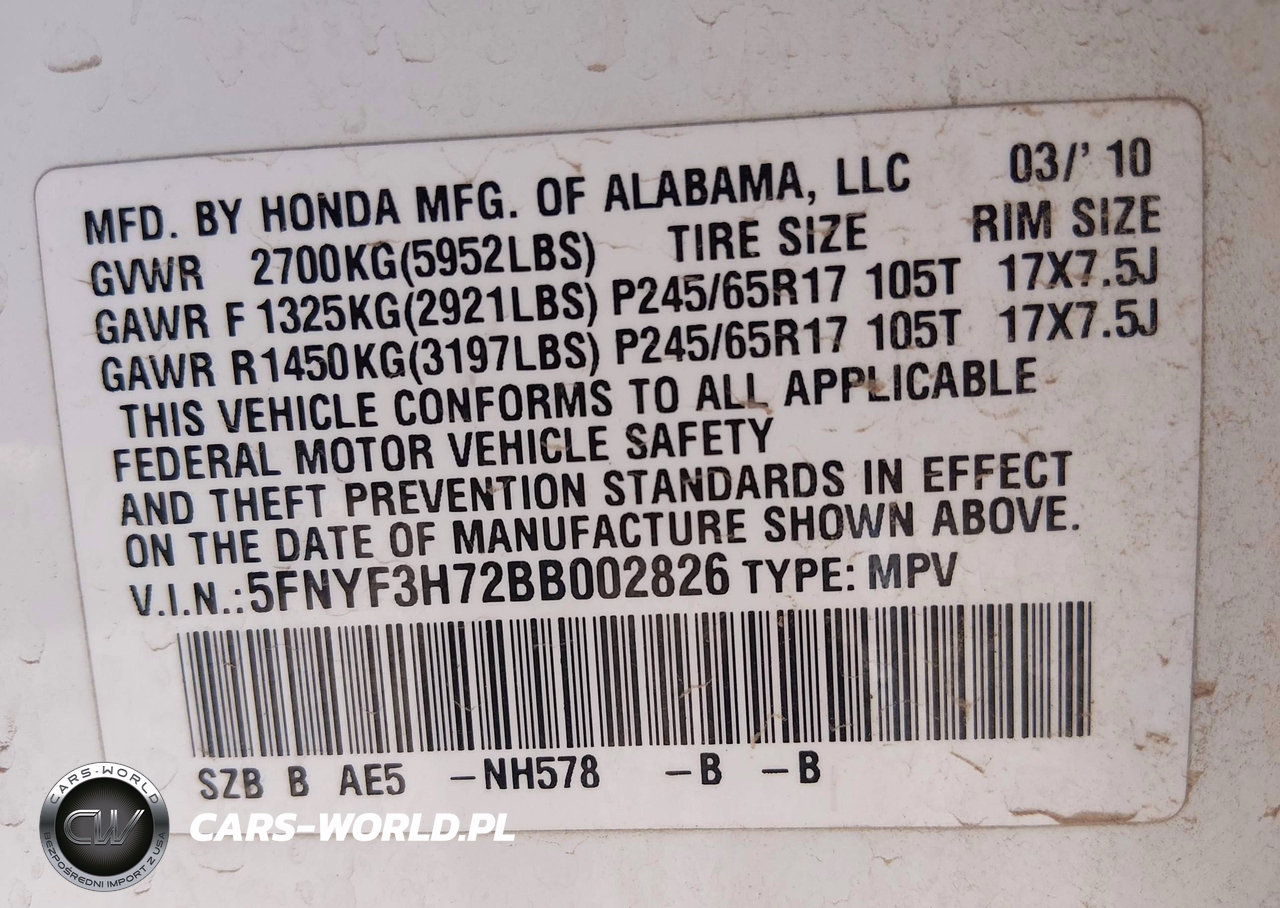 MFD. BY HONDA MFG. OF ALABAMA, LLC 03/' 10
GVWR 2700KG(5952LBS) TIRE SIZE RIM SIZE
GAWR F 1325KG(2921LBS) P245/65R17 105T 17X7.5J
GAWR R1450KG(3197LBS) P245/65R17 105T 17X7.5J
THIS VEHICLE CONFORMS TO ALL APPLICABLE
FEDERAL MOTOR VEHICLE SAFETY
AND THEFT PREVENTION STANDARDS IN EFFECT
ON THE DATE OF MANUFACTURE SHOWN ABOVE.
V.I.N.:5FNYF3H72BB002826 TYPE: MPV
SZB B AE5 -NH578 -B -B
CARS-WORLD
CW
BEZPOŚREDNI IMPORT Z USA
CARS-WORLD.PL